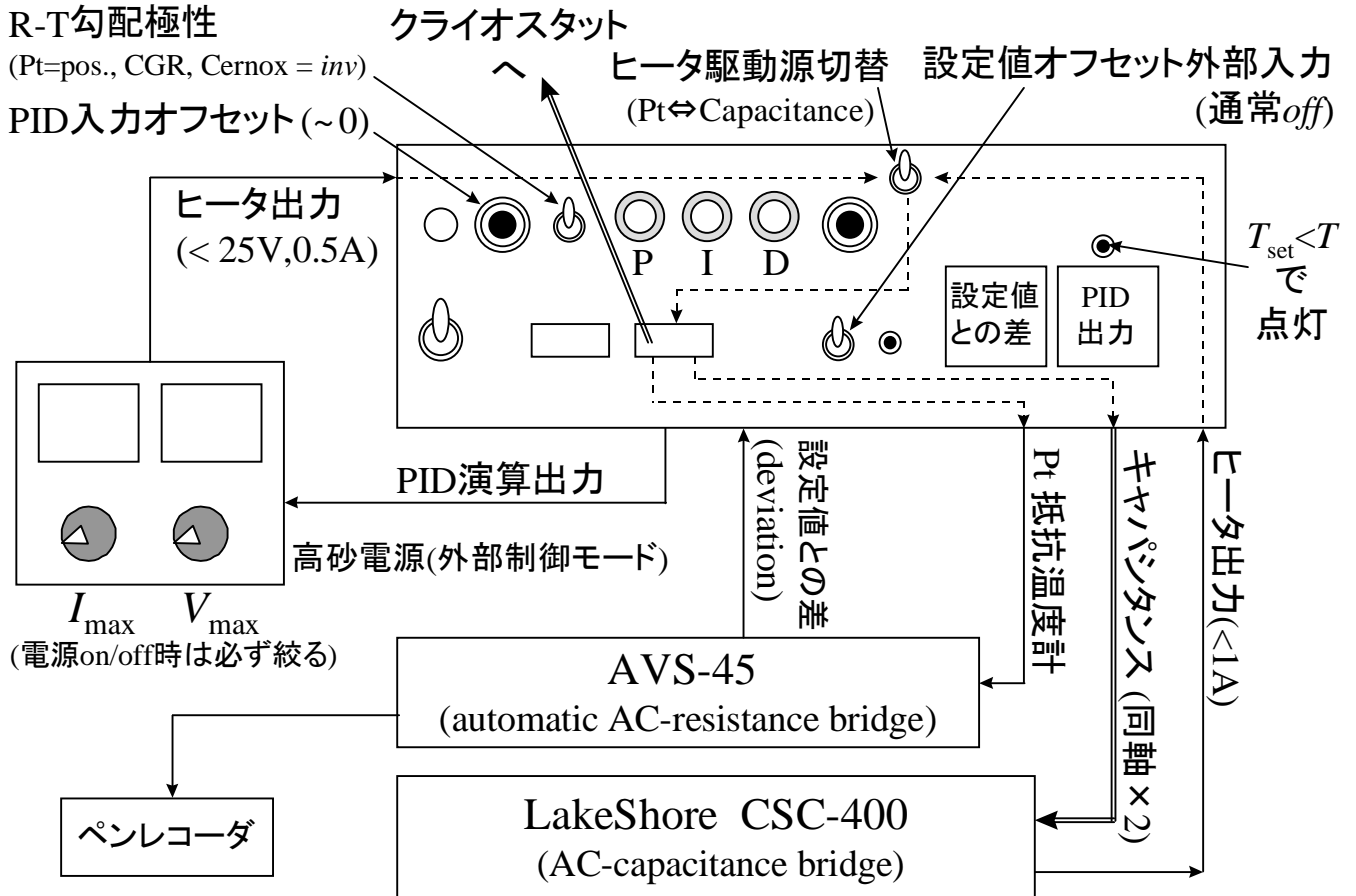 R-T勾配極性
(Pt=pos., CGR, Cernox = inv)
PID入力オフセット(~0)
クライオスタット
へ
ヒータ駆動源切替
(Pt⇔Capacitance)
設定値オフセット外部入力
(通常off)
ヒータ出力
(< 25V,0.5A)
P I D
設定値
との差
PID
出力
Tset<T
で
点灯
PID演算出力
高砂電源(外部制御モード)
Imax Vmax
(電源on/off時は必ず絞る)
設定値との差
(deviation)
Pt 抵抗温度計
キャパシタンス (同軸×2)
ヒータ出力(<1A)
AVS-45
(automatic AC-resistance bridge)
ペンレコーダ
LakeShore CSC-400
(AC-capacitance bridge)